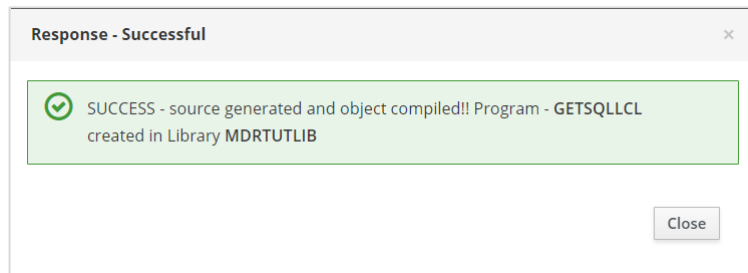 Response - Successful
×
SUCCESS - source generated and object compiled!! Program - GETSQLLCL
created in Library MDRTUTLIB
Close